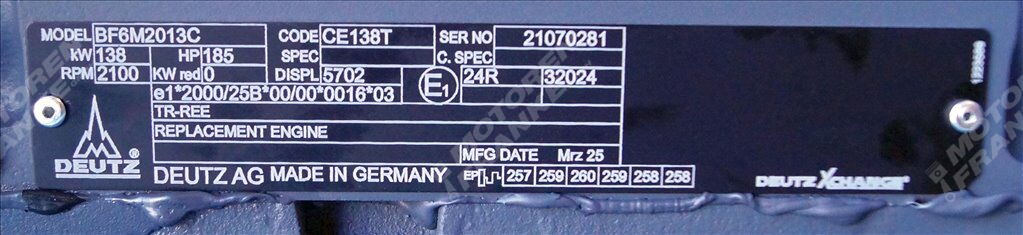 MODEL BF6M2013C CODE CE138T SER NO 21070281
kW 138 HP 185 SPEC C. SPEC
RPM 2100 KW red 0 DISPL 5702 E1 24R 32024
e1*2000/25B*00/00*0016*03
TR-REE
REPLACEMENT ENGINE
MFG DATE Mrz 25
DEUTZ®
DEUTZ AG MADE IN GERMANY EP 257 259 260 259 258 258
DEUTZ XCHANGE®
MOTOREN
FRANKE